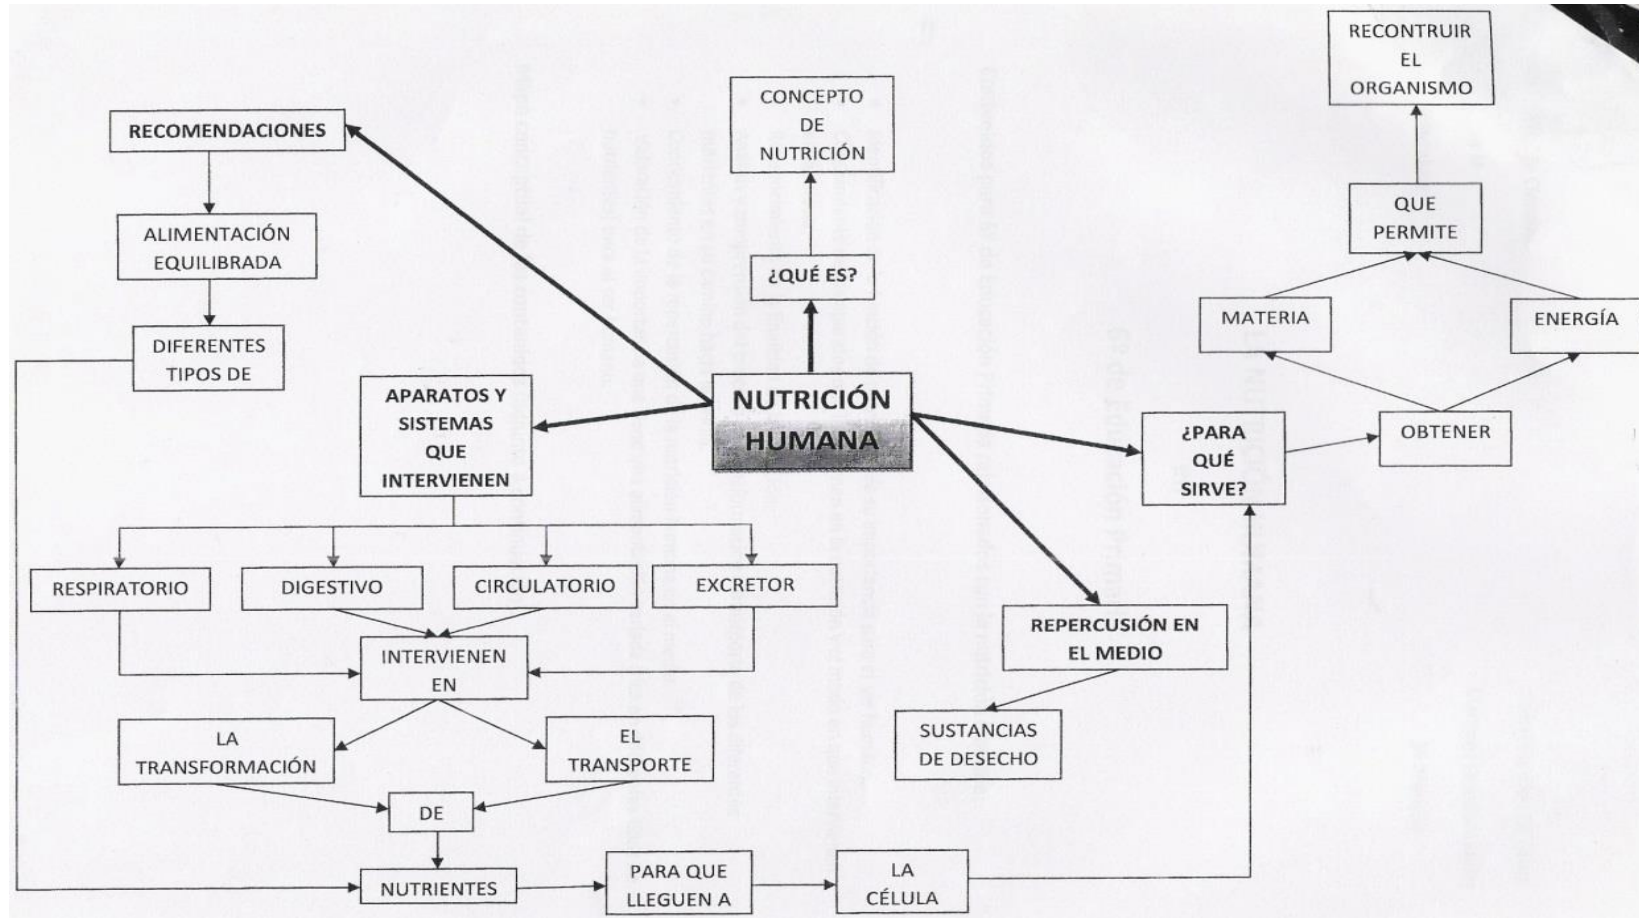 RECONTRUIR
EL
ORGANISMO
CONCEPTO
DE
NUTRICIÓN
RECOMENDACIONES
QUE
PERMITE
ALIMENTACIÓN
EQUILIBRADA
¿QUÉ ES?
MATERIA
ENERGÍA
DIFERENTES
TIPOS DE
APARATOS Y
SISTEMAS
QUE
INTERVIENEN
NUTRICIÓN
HUMANA
¿PARA
QUÉ
SIRVE?
OBTENER
RESPIRATORIO
DIGESTIVO
CIRCULATORIO
EXCRETOR
INTERVIENEN
EN
REPERCUSIÓN EN
EL MEDIO
LA
TRANSFORMACIÓN
EL
TRANSPORTE
SUSTANCIAS
DE DESECHO
DE
NUTRIENTES
PARA QUE
LLEGUEN A
LA
CÉLULA